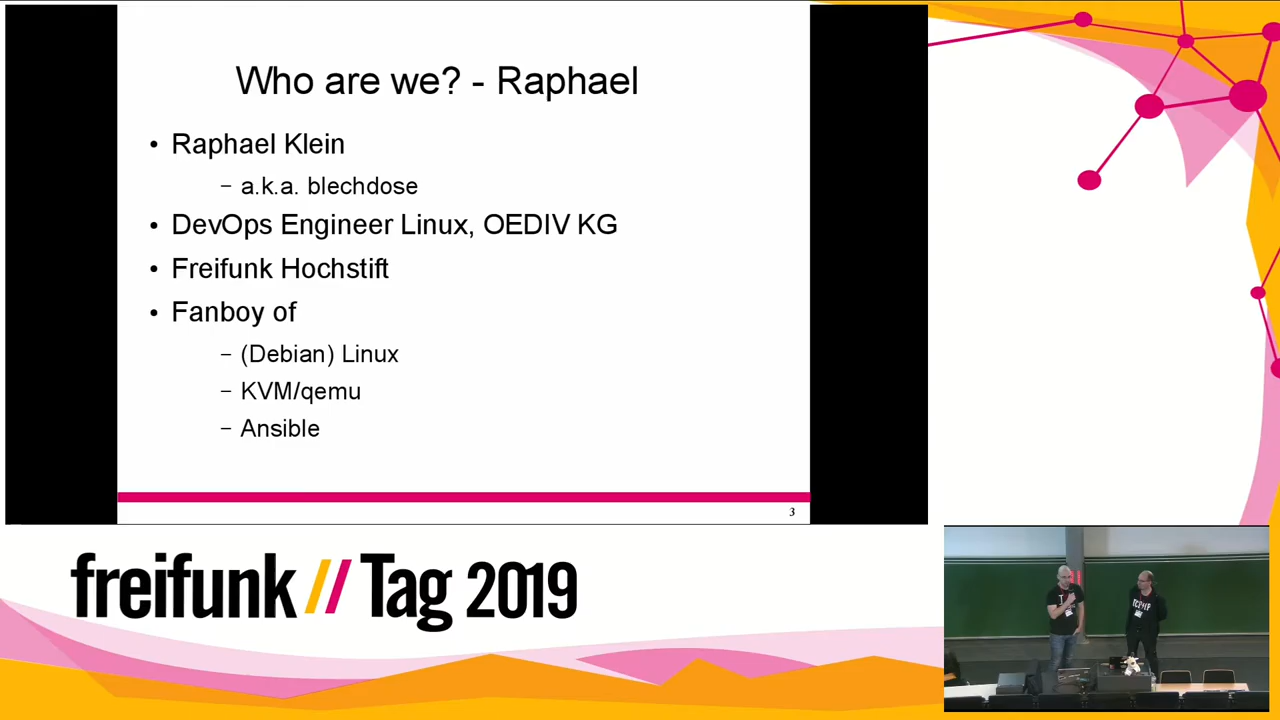 Who are we? - Raphael
• Raphael Klein
– a.k.a. blechdose
• DevOps Engineer Linux, OEDIV KG
• Freifunk Hochstift
• Fanboy of
– (Debian) Linux
– KVM/qemu
– Ansible
3
freifunk // Tag 2019